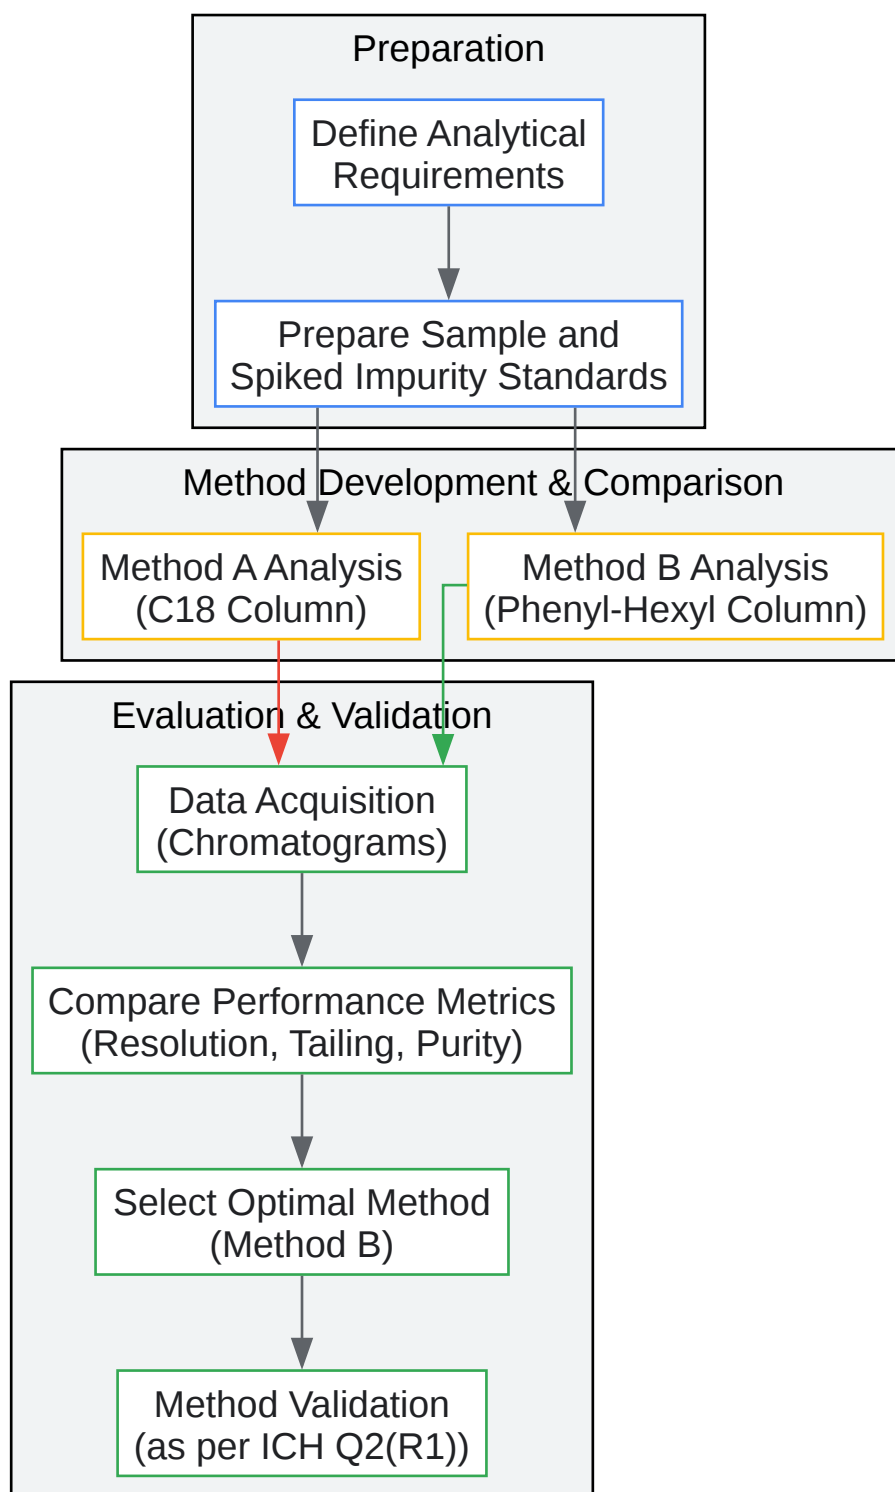 Preparation
Define Analytical
Requirements
Prepare Sample and
Spiked Impurity Standards
Method Development & Comparison
Method A Analysis
(C18 Column)
Method B Analysis
(Phenyl-Hexyl Column)
Evaluation & Validation
Data Acquisition
(Chromatograms)
Compare Performance Metrics
(Resolution, Tailing, Purity)
Select Optimal Method
(Method B)
Method Validation
(as per ICH Q2(R1))